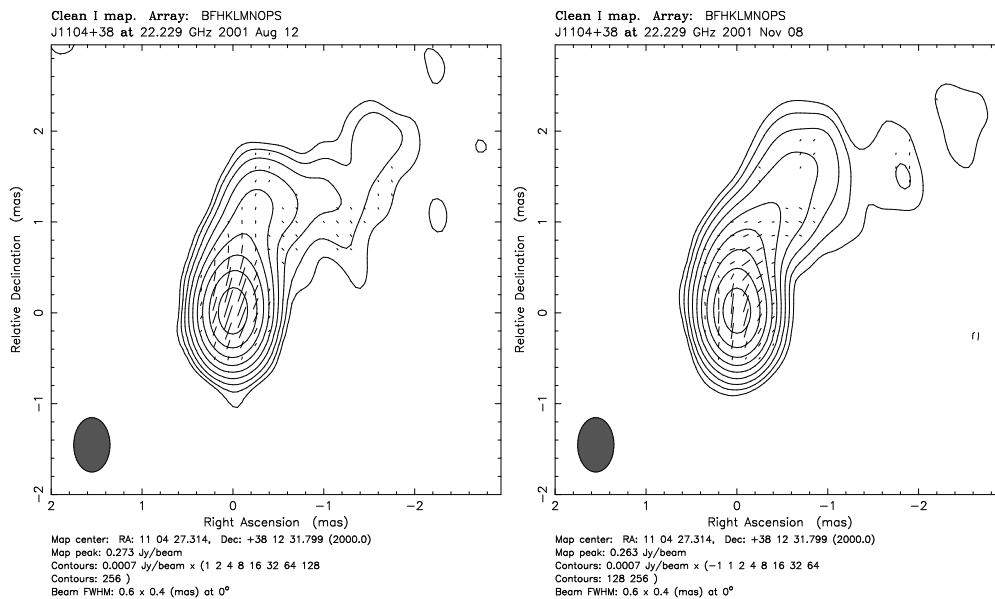 Clean I map. Array: BFHKLMNOPS
J1104+38 at 22.229 GHz 2001 Aug 12
Relative Declination (mas)
2
1
0
−1
−2
2
1
0
−1
−2
Right Ascension (mas)
Map center: RA: 11 04 27.314, Dec: +38 12 31.799 (2000.0)
Map peak: 0.273 Jy/beam
Contours: 0.0007 Jy/beam x (1 2 4 8 16 32 64 128
Contours: 256 )
Beam FWHM: 0.6 x 0.4 (mas) at 0°
Clean I map. Array: BFHKLMNOPS
J1104+38 at 22.229 GHz 2001 Nov 08
Relative Declination (mas)
2
1
0
−1
−2
2
1
0
−1
−2
Right Ascension (mas)
Map center: RA: 11 04 27.314, Dec: +38 12 31.799 (2000.0)
Map peak: 0.263 Jy/beam
Contours: 0.0007 Jy/beam x (−1 1 2 4 8 16 32 64
Contours: 128 256 )
Beam FWHM: 0.6 x 0.4 (mas) at 0°